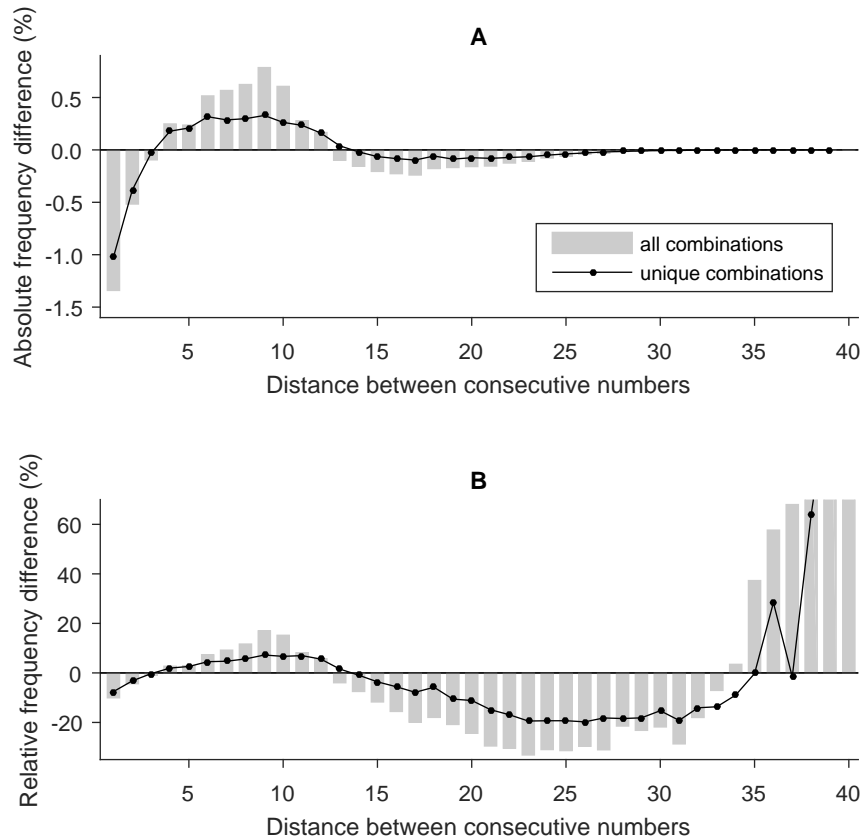 A
Absolute frequency difference (%)
0.5
0.0
-0.5
-1.0
-1.5
all combinations
unique combinations
5 10 15 20 25 30 35 40
Distance between consecutive numbers
B
Relative frequency difference (%)
60
40
20
0
-20
5 10 15 20 25 30 35 40
Distance between consecutive numbers